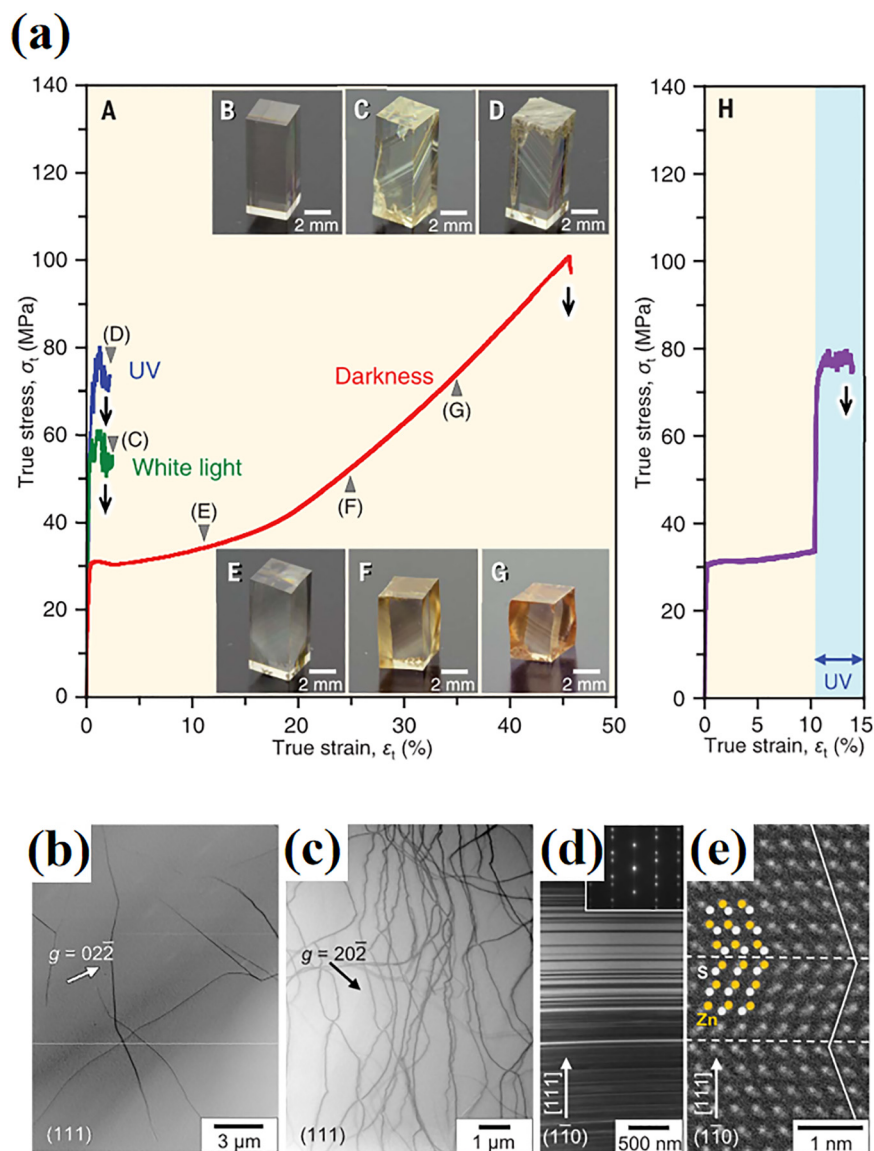 (a)
140
120
100
80
60
40
20
0
True stress, σt (MPa)
A
B
2 mm
C
2 mm
D
2 mm
(D)
UV
(C)
White light
Darkness
(G)
(F)
(E)
E
2 mm
F
2 mm
G
2 mm
0
10
20
30
40
50
True strain, εt (%)
H
140
120
100
80
60
40
20
0
True stress, σt (MPa)
UV
0
5
10
15
True strain, εt (%)
(b)
g = 022̄
(111)
3 µm
(c)
g = 202̄
(111)
1 µm
(d)
[111]
(11̄0)
500 nm
(e)
S
Zn
[111]
(11̄0)
1 nm